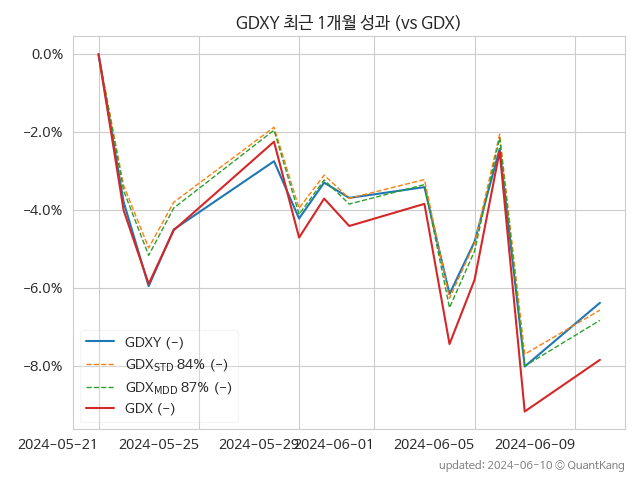 GDXY 최근 1개월 성과 (vs GDX)
0.0%
−2.0%
−4.0%
−6.0%
−8.0%
GDXY (-)
GDX_STD 84% (-)
GDX_MDD 87% (-)
GDX (-)
2024-05-21 2024-05-25 2024-05-29 2024-06-01 2024-06-05 2024-06-09
updated: 2024-06-10 © QuantKang